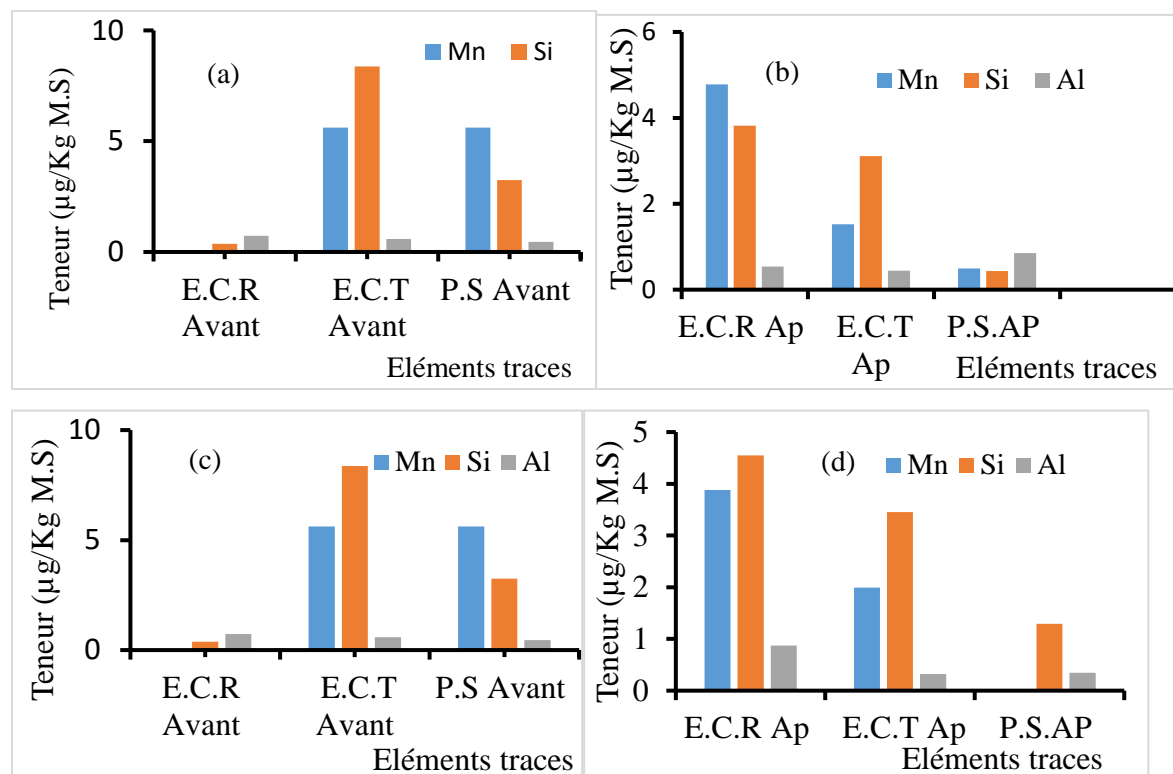 10
5
0
Teneur (µg/Kg M.S)
(a)
Mn Si
E.C.R Avant
E.C.T Avant
P.S Avant
Eléments traces
6
4
2
0
Teneur (µg/Kg M.S)
(b)
Mn Si Al
E.C.R Ap
E.C.T Ap
P.S.AP
Eléments traces
10
5
0
Teneur (µg/Kg M.S)
(c)
Mn Si Al
E.C.R Avant
E.C.T Avant
P.S Avant
Eléments traces
5
4
3
2
1
0
Teneur (µg/Kg M.S)
(d)
Mn Si Al
E.C.R Ap
E.C.T Ap
P.S.AP
Eléments traces